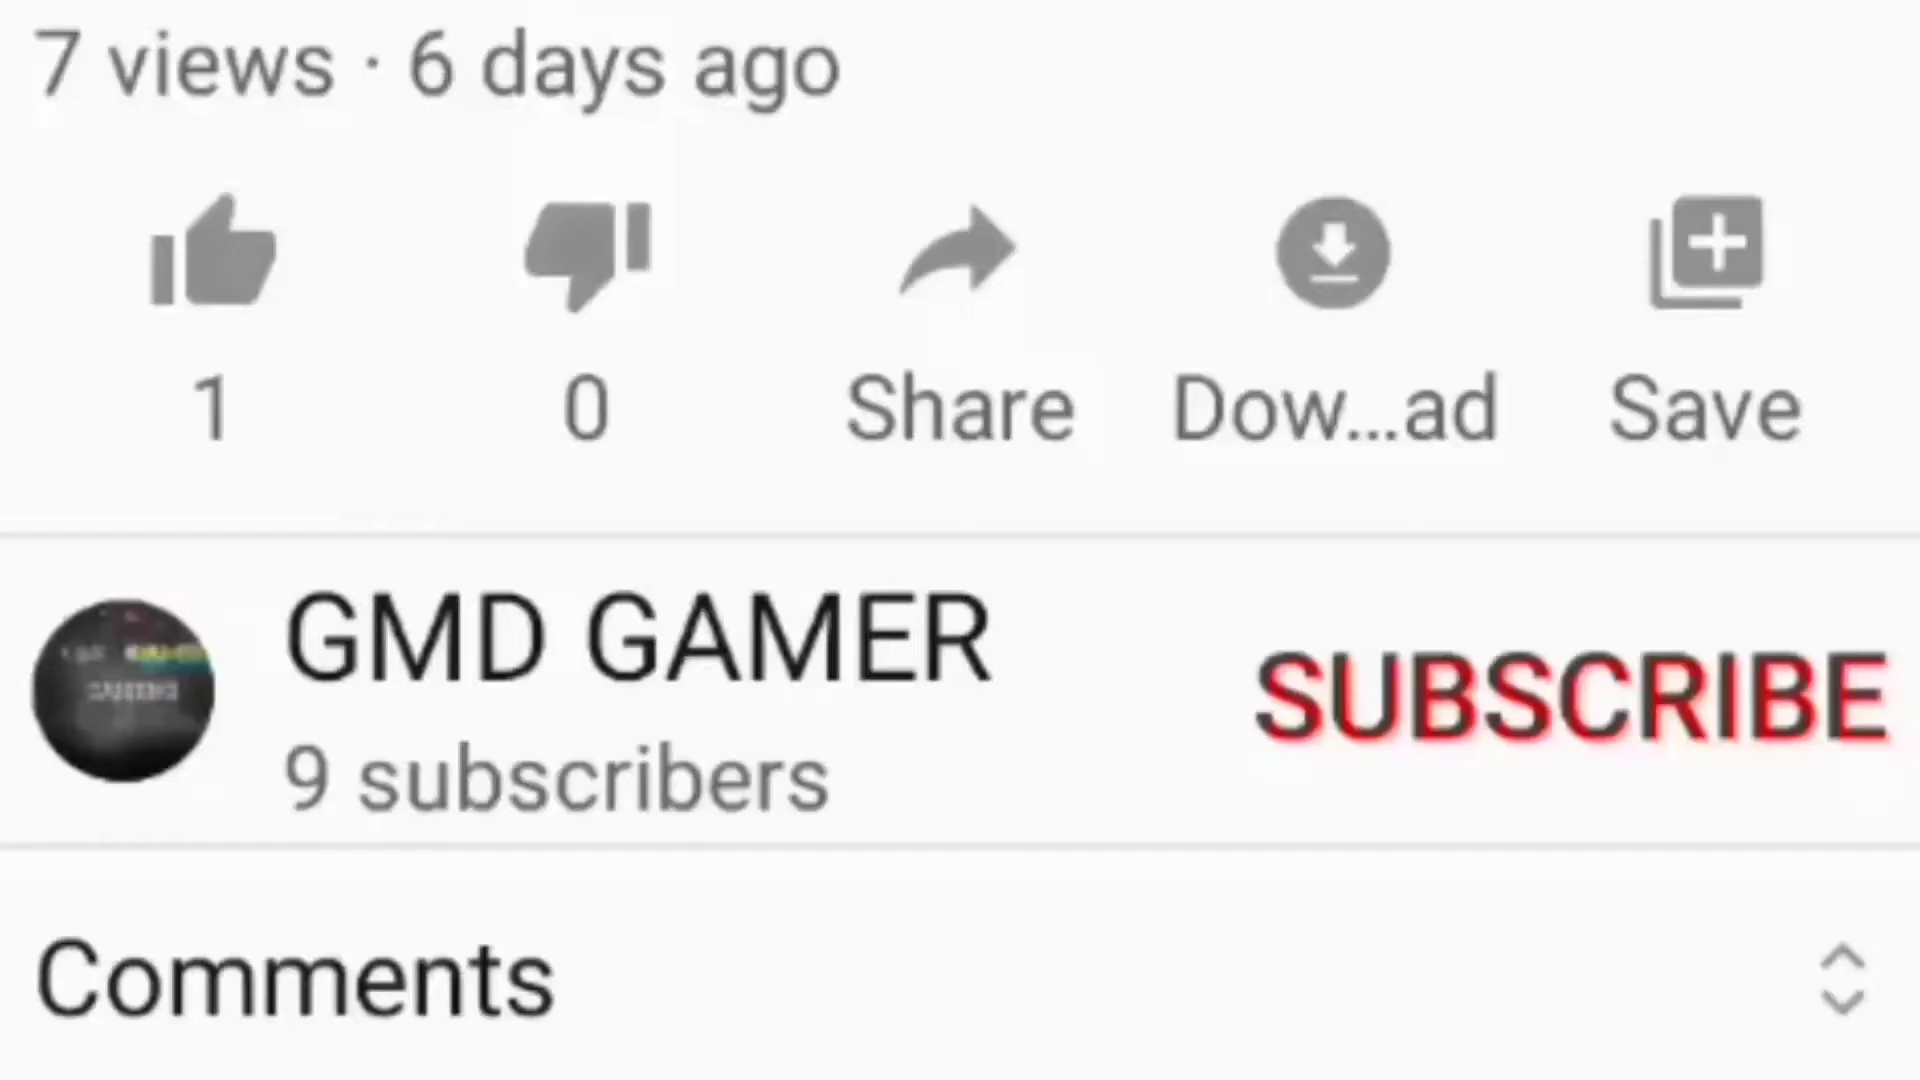 7 views · 6 days ago
1
0
Share
Dow...ad
Save
GMD GAMER
SUBSCRIBE
9 subscribers
Comments